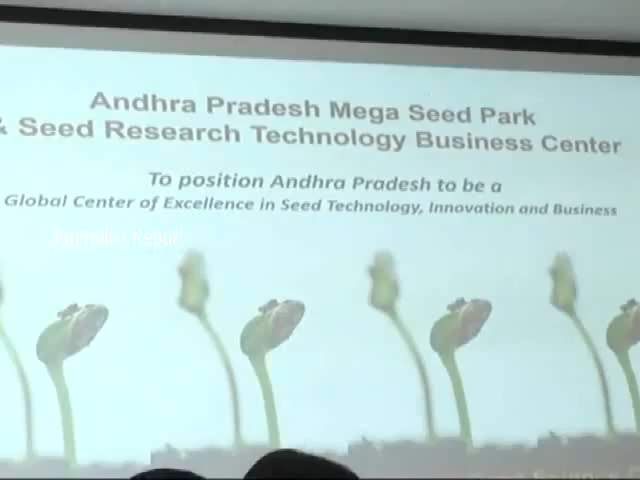 Andhra Pradesh Mega Seed Park
& Seed Research Technology Business Center
To position Andhra Pradesh to be a
Global Center of Excellence in Seed Technology, Innovation and Business